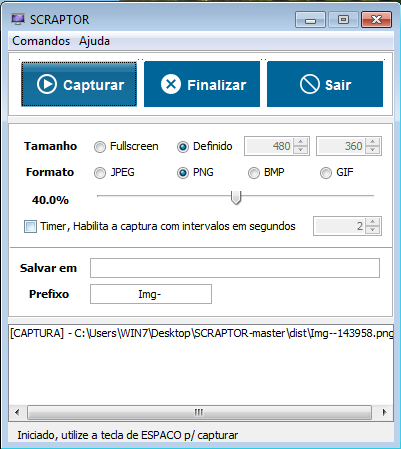 SCRAPTOR
Comandos Ajuda
Capturar Finalizar Sair
Tamanho Fullscreen Definido 480 360
Formato JPEG PNG BMP GIF
40.0%
Timer, Habilita a captura com intervalos em segundos 2
Salvar em
Prefixo Img-
[CAPTURA] - C:\Users\WIN7\Desktop\SCRAPTOR-master\dist\Img--143958.png
Iniciado, utilize a tecla de ESPACO p/ capturar